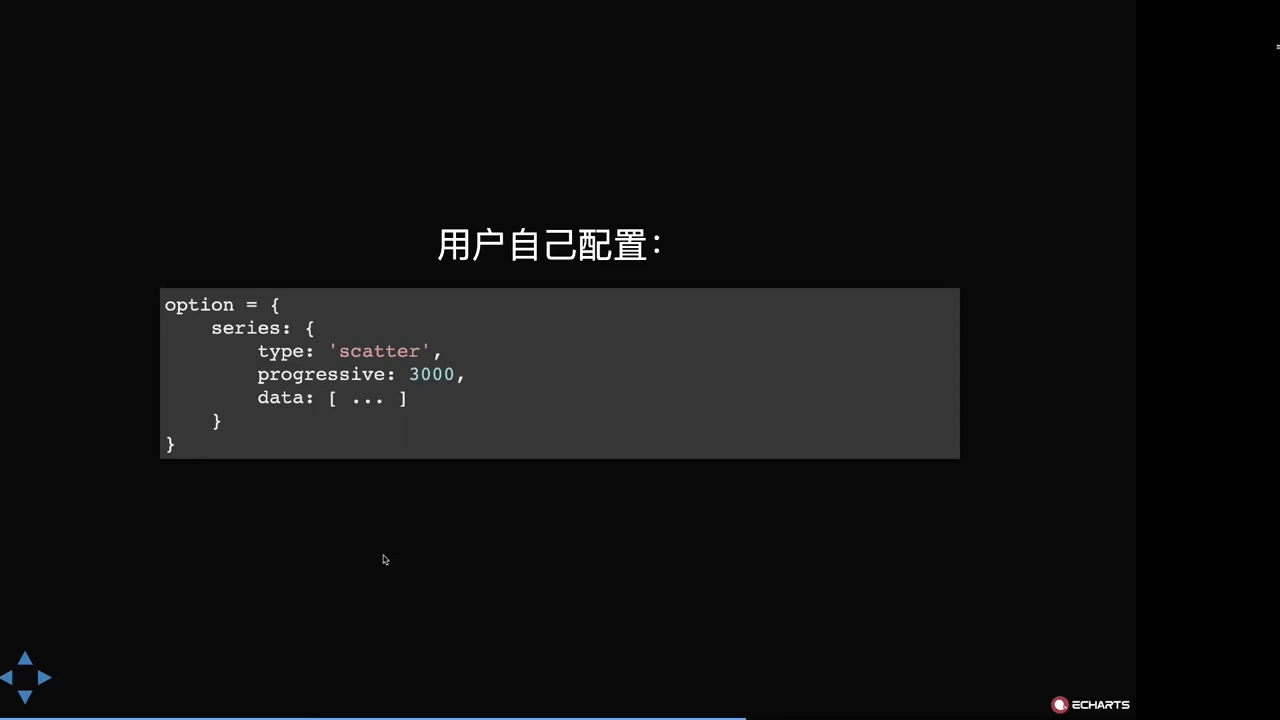 用户自己配置：
option = {
    series: {
        type: 'scatter',
        progressive: 3000,
        data: [ ... ]
    }
}
ECHARTS